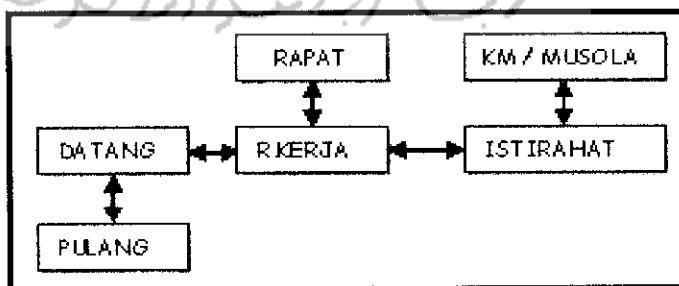 RAPAT
KM / MUSOLA
DATANG
R.KERJA
ISTIRAHAT
PULANG